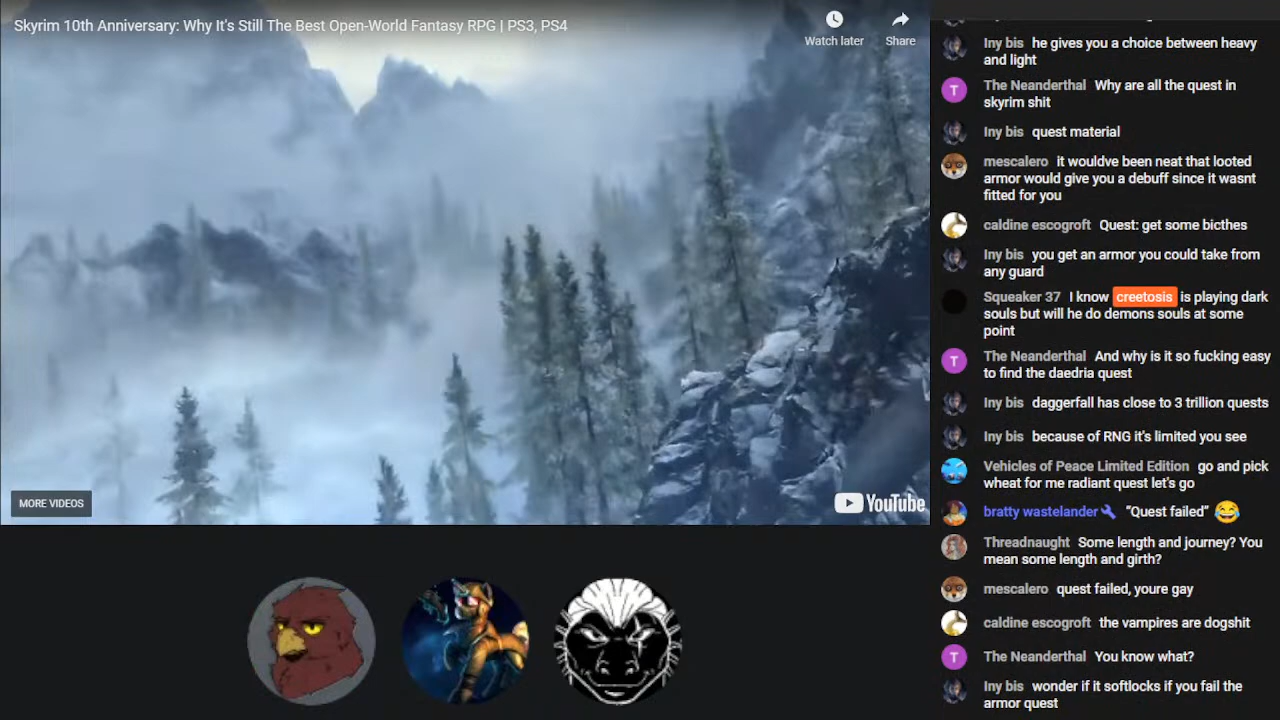 Skyrim 10th Anniversary: Why It's Still The Best Open-World Fantasy RPG | PS3, PS4
Watch later
Share
MORE VIDEOS
YouTube
Iny bis he gives you a choice between heavy
and light
T
The Neanderthal Why are all the quest in
skyrim shit
Iny bis quest material
mescalero it wouldve been neat that looted
armor would give you a debuff since it wasnt
fitted for you
caldine escogroft Quest: get some bicthes
Iny bis you get an armor you could take from
any guard
Squeaker 37 I know creetosis is playing dark
souls but will he do demons souls at some
point
T
The Neanderthal And why is it so fucking easy
to find the daedria quest
Iny bis daggerfall has close to 3 trillion quests
Iny bis because of RNG it's limited you see
Vehicles of Peace Limited Edition go and pick
wheat for me radiant quest let's go
bratty wastelander “Quest failed” 😂
Threadnaught Some length and journey? You
mean some length and girth?
mescalero quest failed, youre gay
caldine escogroft the vampires are dogshit
T
The Neanderthal You know what?
Iny bis wonder if it softlocks if you fail the
armor quest